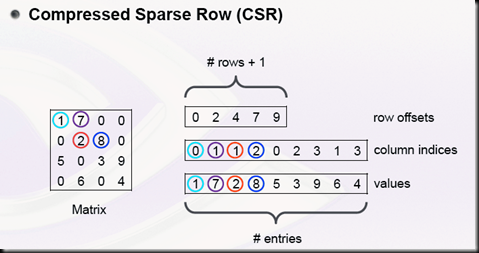 Compressed Sparse Row (CSR)
# rows + 1
0 2 4 7 9 row offsets
1 7 0 0
0 2 8 0
5 0 3 9
0 6 0 4
Matrix
0 1 1 2 0 2 3 1 3 column indices
1 7 2 8 5 3 9 6 4 values
# entries